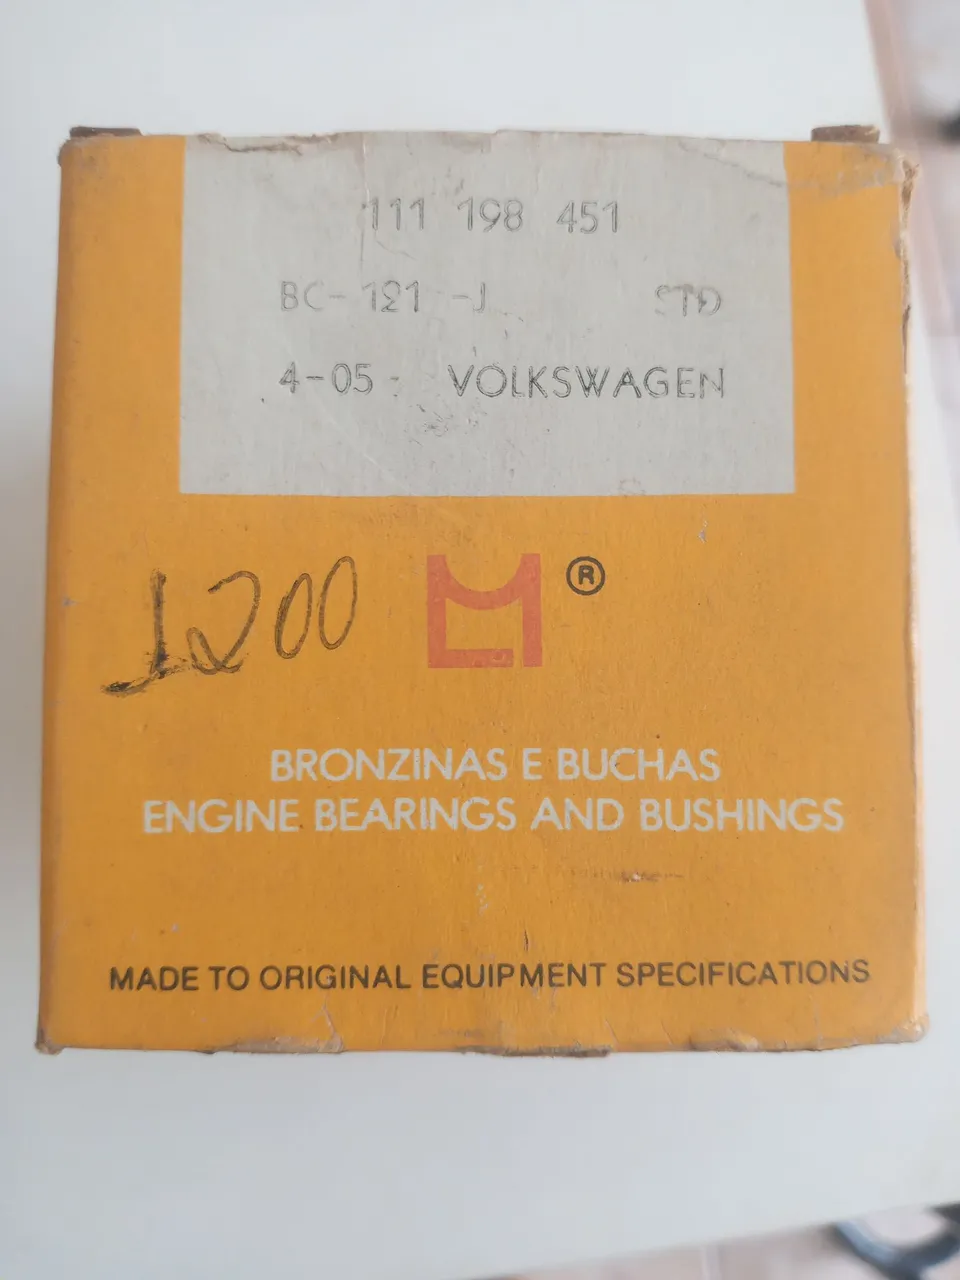 111 198 451
BC-121-J STD
4-05 VOLKSWAGEN
1200
®
BRONZINAS E BUCHAS
ENGINE BEARINGS AND BUSHINGS
MADE TO ORIGINAL EQUIPMENT SPECIFICATIONS